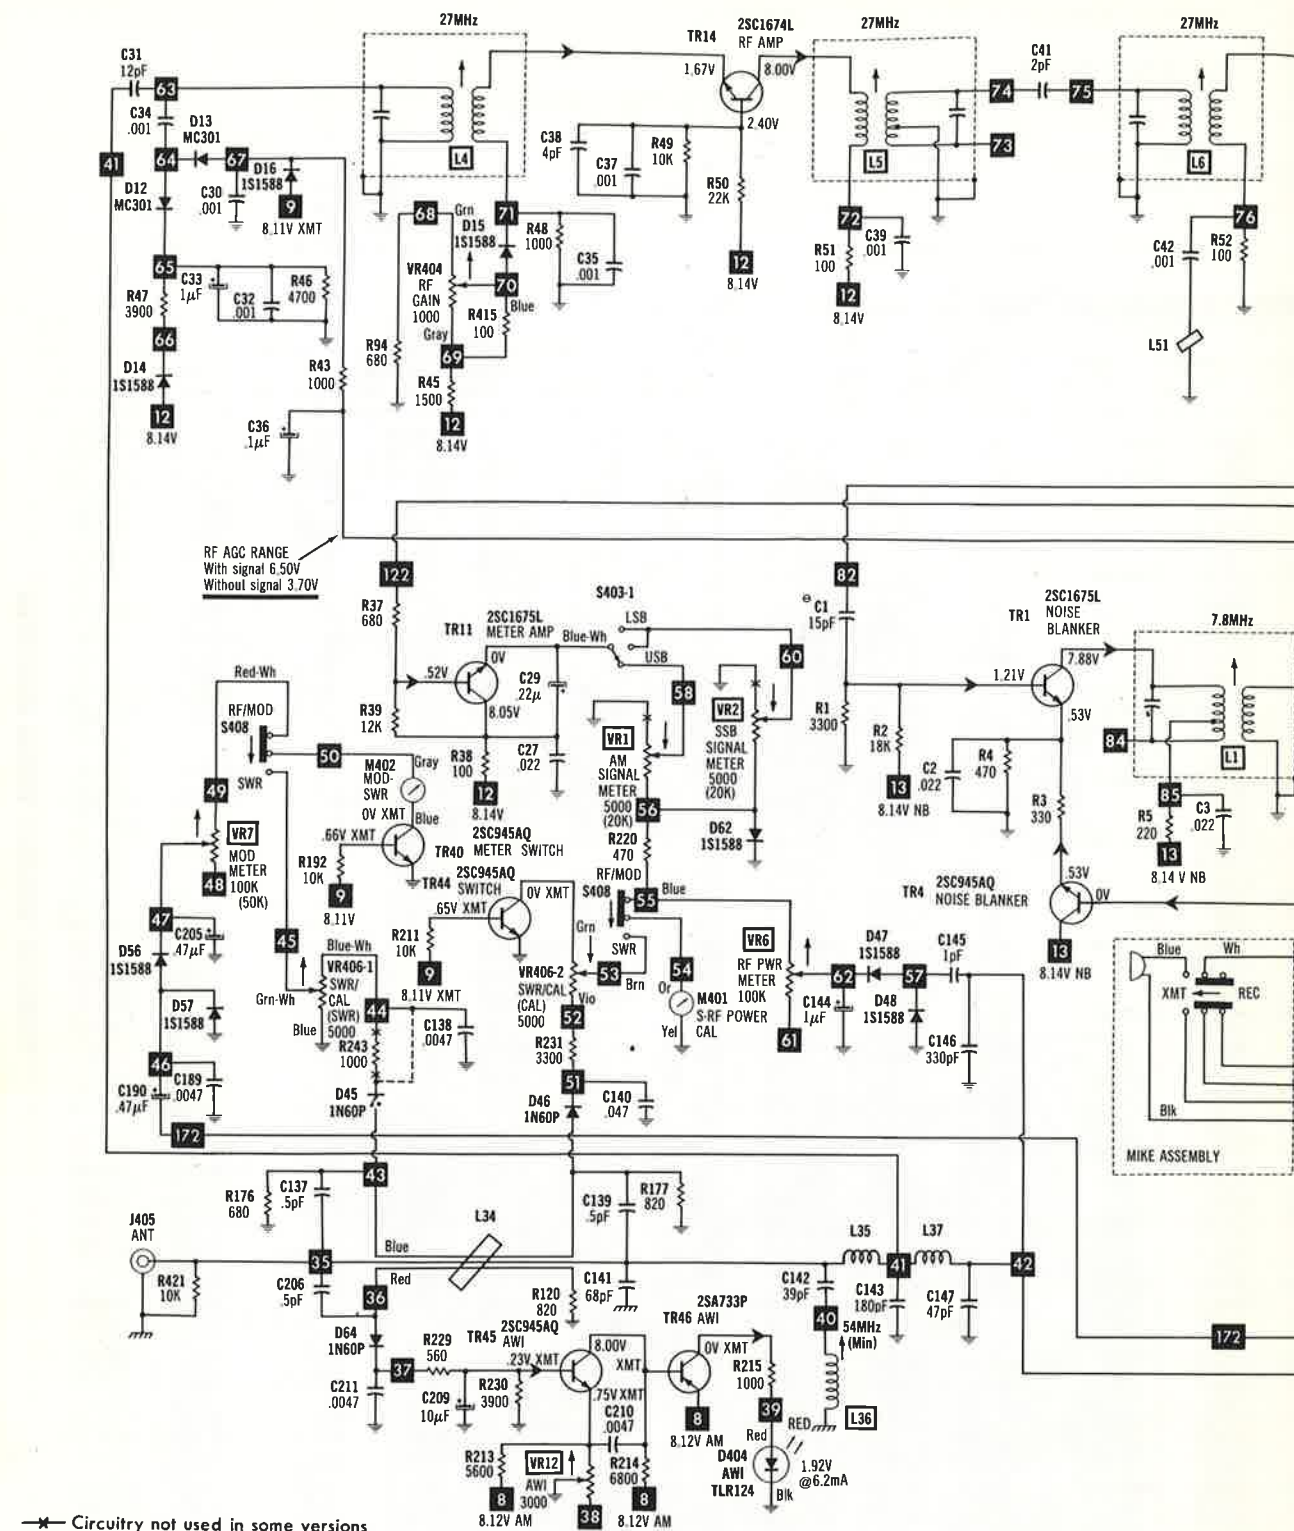 27MHz
C31
12pF
63
C34
.001
D13
MC301
41
64
67
D16
1S1588
D12
MC301
C30
.001
9
8.11V XMT
65
R47
3900
C33
1µF
C32
.001
R46
4700
66
D14
1S1588
12
8.14V
R43
1000
C36
.1µF
L4
68
Grn
D15
1S1588
71
R48
1000
C35
.001
VR404
RF
GAIN
1000
70
Blue
R415
100
Gray
69
R94
680
R45
1500
12
8.14V
TR14
2SC1674L
RF AMP
1.67V
8.00V
2.40V
C38
4pF
C37
.001
R49
10K
R50
22K
12
8.14V
27MHz
L5
74
73
C41
2pF
75
72
R51
100
C39
.001
12
8.14V
27MHz
L6
76
C42
.001
R52
100
L51
RF AGC RANGE
With signal 6.50V
Without signal 3.70V
122
R37
680
TR11
2SC1675L
METER AMP
0V
.52V
8.05V
R39
12K
R38
100
12
8.14V
C29
.22µ
C27
.022
Blue-Wh
S403-1
LSB
USB
60
58
VR1
AM
SIGNAL
METER
5000
(20K)
VR2
SSB
SIGNAL
METER
5000
(20K)
56
D62
1S1588
R220
470
RF/MOD
S408
55
Blue
SWR
53
Brn
54
Or
M401
S-RF POWER
CAL
Yel
82
C1
15pF
R1
3300
R2
18K
13
8.14V NB
1.21V
TR1
2SC1675L
NOISE
BLANKER
7.88V
.53V
C2
.022
R4
470
R3
330
.53V
TR4
2SC945AQ
NOISE BLANKER
0V
13
8.14V NB
7.8MHz
84
L1
85
R5
220
C3
.022
13
8.14 V NB
Red-Wh
RF/MOD
S408
SWR
50
M402
MOD-
SWR
Gray
0V XMT
Blue
.66V XMT
TR40
2SC945AQ
METER SWITCH
R192
10K
9
8.11V
49
VR7
MOD
METER
100K
(50K)
48
47
C205
.47µF
D56
1S1588
D57
1S1588
46
C190
.47µF
C189
.0047
172
45
Grn-Wh
Blue-Wh
VR406-1
SWR/
CAL
(SWR)
5000
Blue
44
R243
1000
C138
.0047
D45
1N60P
TR44
2SC945AQ
SWITCH
0V XMT
.65V XMT
R211
10K
9
8.11V XMT
Grn
VR406-2
SWR/CAL
(CAL)
5000
Vio
52
R231
3300
51
D46
1N60P
C140
.047
VR6
RF PWR
METER
100K
61
62
D47
1S1588
57
C145
1pF
C144
1µF
D48
1S1588
C146
330pF
Blue
Wh
XMT
REC
Blk
MIKE ASSEMBLY
43
R176
680
C137
.5pF
L34
C139
.5pF
R177
820
J405
ANT
R421
10K
35
Blue
Red
C206
.5pF
36
D64
1N60P
37
C211
.0047
R229
560
C209
10µF
R230
3900
.23V XMT
TR45
2SC945AQ
AWI
8.00V
.75V XMT
R120
820
C141
68pF
C210
.0047
XMT
TR46
2SA733P
AWI
0V XMT
8
8.12V AM
R215
1000
39
Red
RED
D404
AWI
TLR124
1.92V
@6.2mA
Blk
R213
5600
8
8.12V AM
VR12
AWI
3000
38
R214
6800
8
8.12V AM
L35
L37
41
42
C142
39pF
C143
180pF
C147
47pF
40
54MHz
(Min)
L36
172
Circuitry not used in some versions